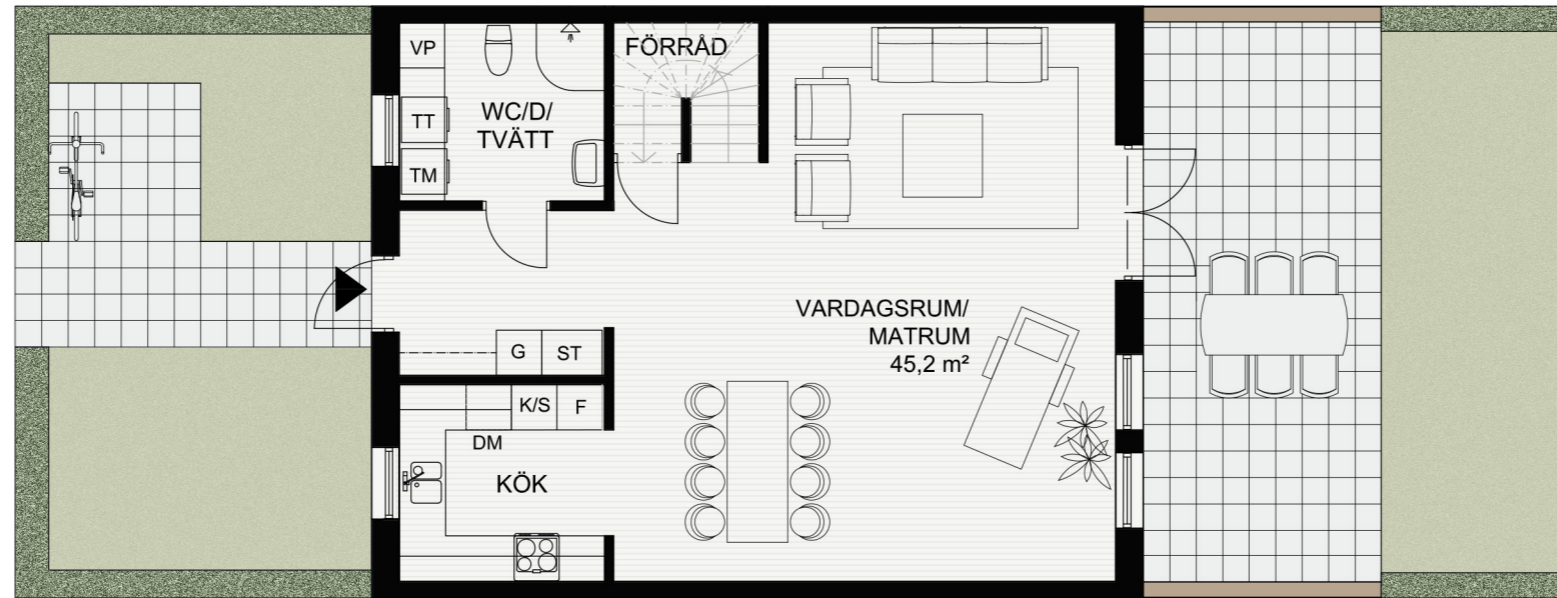 VP
TT
TM
WC/D/
TVÄTT
FÖRRÅD
VARDAGSRUM/
MATRUM
45,2 m²
G
ST
K/S
F
DM
KÖK